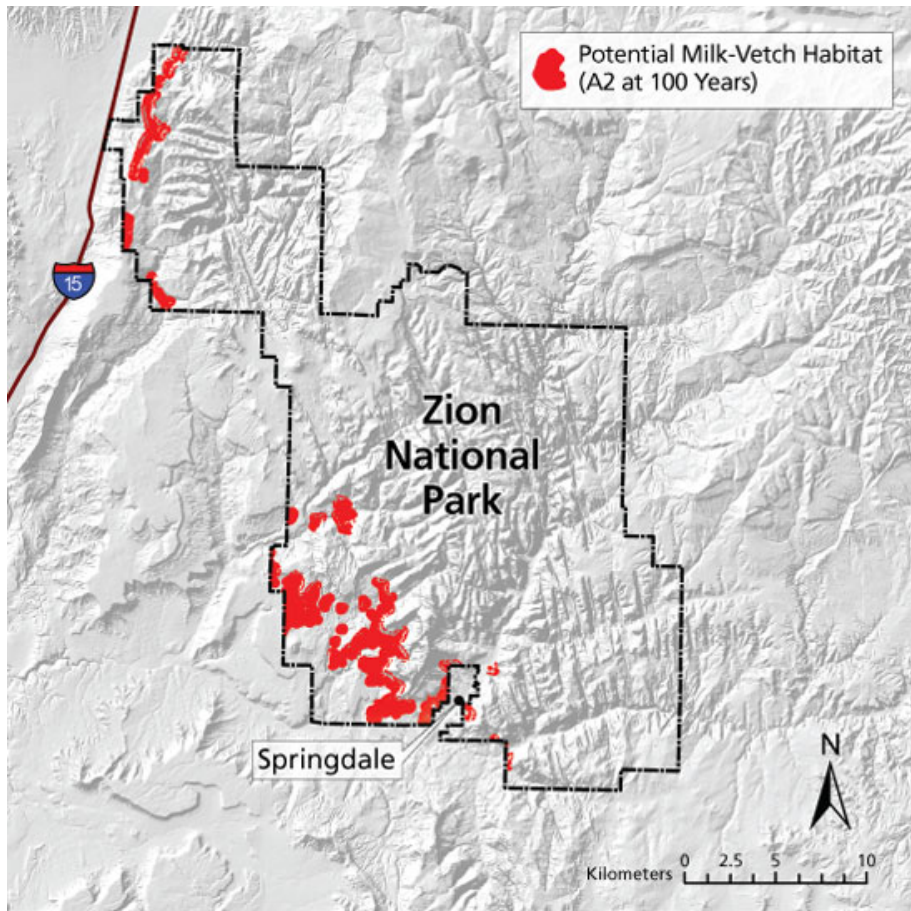 Potential Milk-Vetch Habitat
(A2 at 100 Years)
15
Zion
National
Park
Springdale
N
Kilometers 0 2.5 5 10